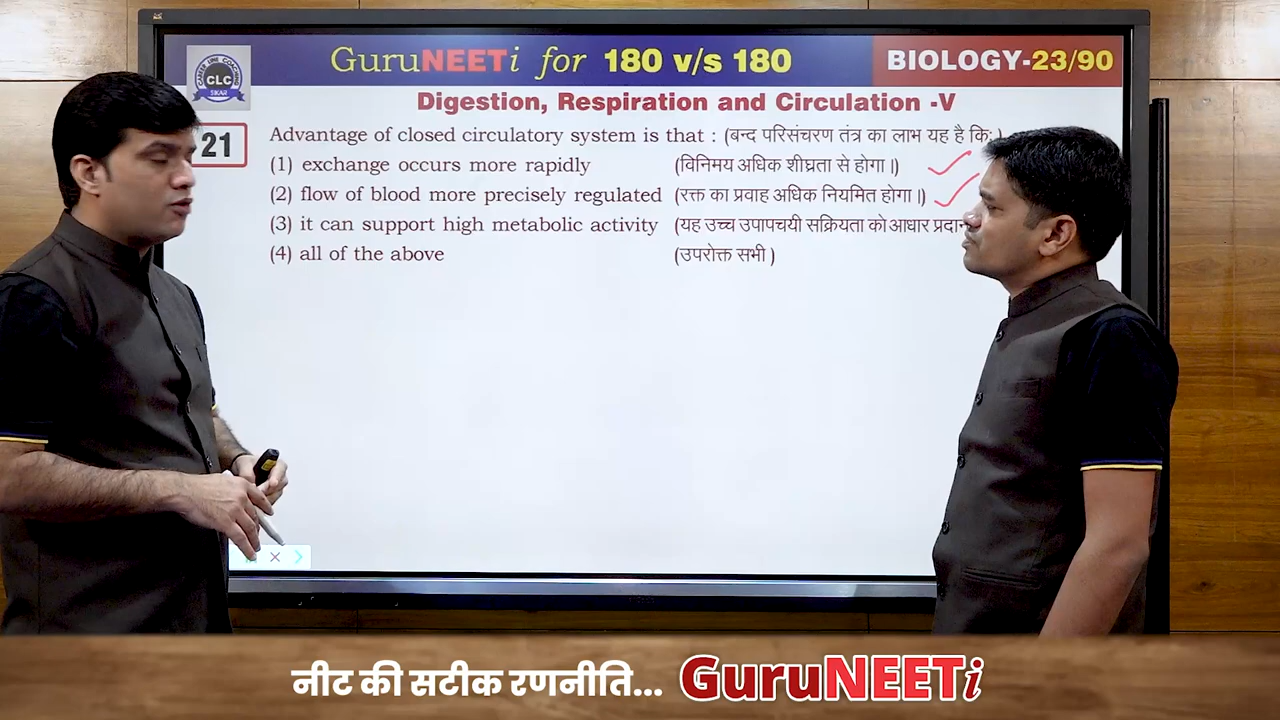 GuruNEETi for 180 v/s 180
BIOLOGY-23/90
CLC
SIKAR
Digestion, Respiration and Circulation -V
21
Advantage of closed circulatory system is that : (बन्द परिसंचरण तंत्र का लाभ यह है कि:)
(1) exchange occurs more rapidly (विनिमय अधिक शीघ्रता से होगा।)
(2) flow of blood more precisely regulated (रक्त का प्रवाह अधिक नियमित होगा।)
(3) it can support high metabolic activity (यह उच्च उपापचयी सक्रियता को आधार
(4) all of the above (उपरोक्त सभी )
नीट की सटीक रणनीति... GuruNEETi